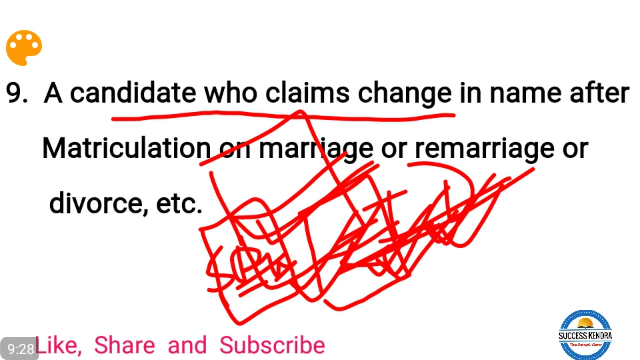 9. A candidate who claims change in name after
Matriculation on marriage or remarriage or
divorce, etc.
9:28
Like, Share and Subscribe
SUCCESS KENDRA